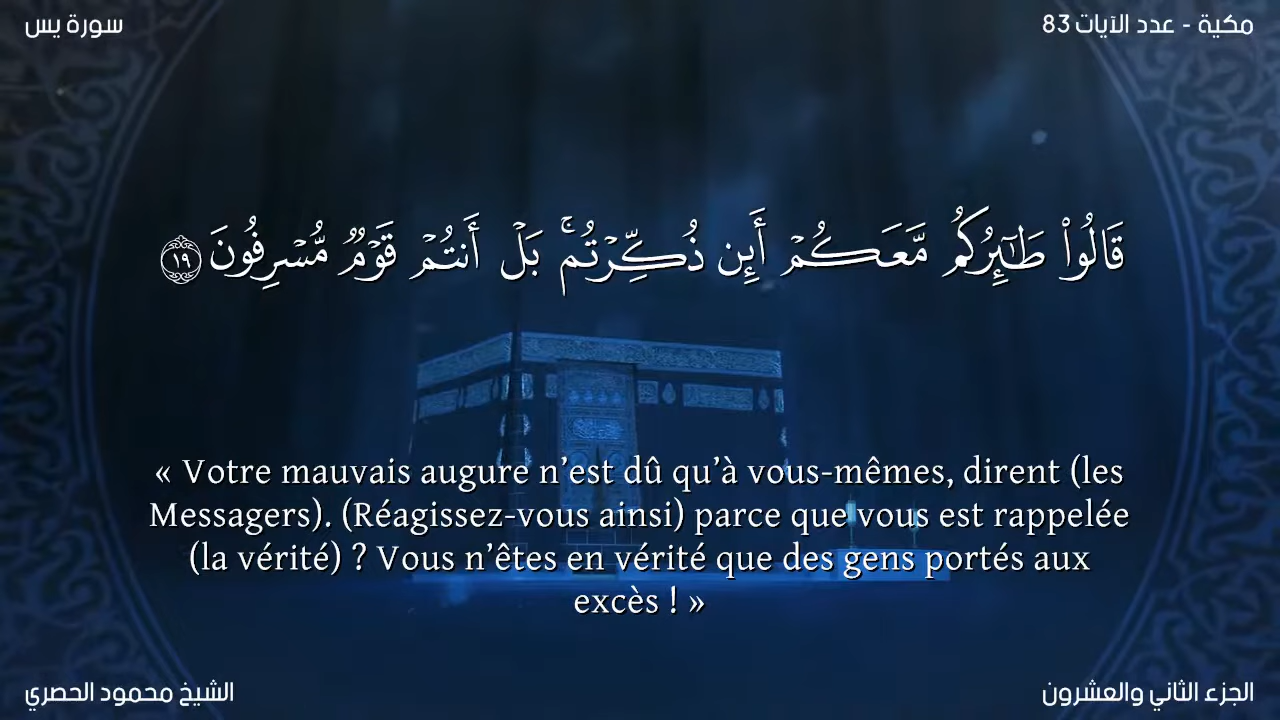 سورة يس
مكية - عدد الآيات 83
قَالُوا۟ طَـٰٓئِرُكُم مَّعَكُمْ أَئِن ذُكِّرْتُم ۚ بَلْ أَنتُمْ قَوْمٌ مُّسْرِفُونَ ١٩
« Votre mauvais augure n’est dû qu’à vous-mêmes, dirent (les
Messagers). (Réagissez-vous ainsi) parce que vous est rappelée
(la vérité) ? Vous n’êtes en vérité que des gens portés aux
excès ! »
الشيخ محمود الحصري
الجزء الثاني والعشرون